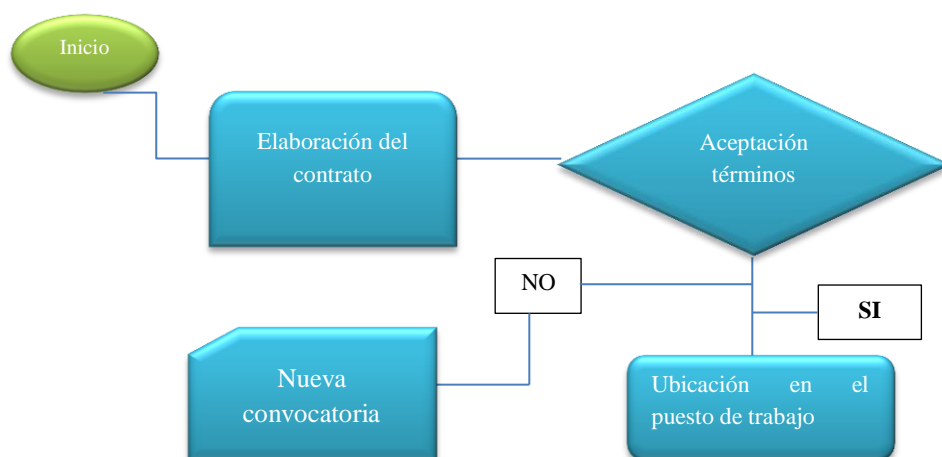 Inicio
Elaboración del
contrato
Aceptación
términos
NO
SI
Nueva
convocatoria
Ubicación en el
puesto de trabajo